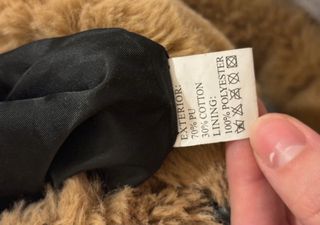 EXTERIOR:
70% PU
30% COTTON
LINING:
100% POLYESTER